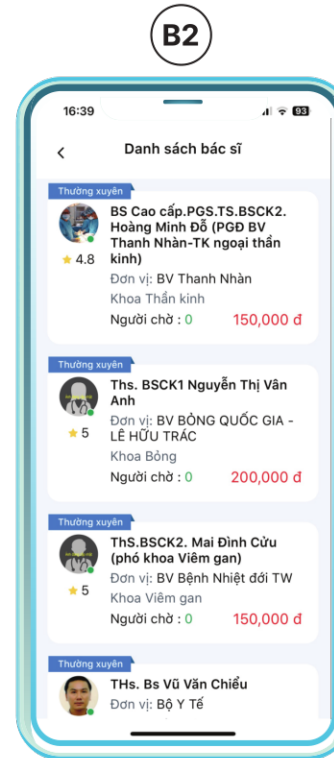 B2
16:39
93
Danh sách bác sĩ
Thường xuyên
BS Cao cấp.PGS.TS.BSCK2.
Hoàng Minh Đỗ (PGĐ BV
Thanh Nhàn-TK ngoại thần
kinh)
4.8
Đơn vị: BV Thanh Nhàn
Khoa Thần kinh
Người chờ : 0 150,000 đ
Thường xuyên
Ths. BSCK1 Nguyễn Thị Vân
Anh
5
Đơn vị: BV BỎNG QUỐC GIA -
LÊ HỮU TRÁC
Khoa Bỏng
Người chờ : 0 200,000 đ
Thường xuyên
ThS.BSCK2. Mai Đình Cửu
(phó khoa Viêm gan)
5
Đơn vị: BV Bệnh Nhiệt đới TW
Khoa Viêm gan
Người chờ : 0 150,000 đ
Thường xuyên
THs. Bs Vũ Văn Chiểu
Đơn vị: Bộ Y Tế